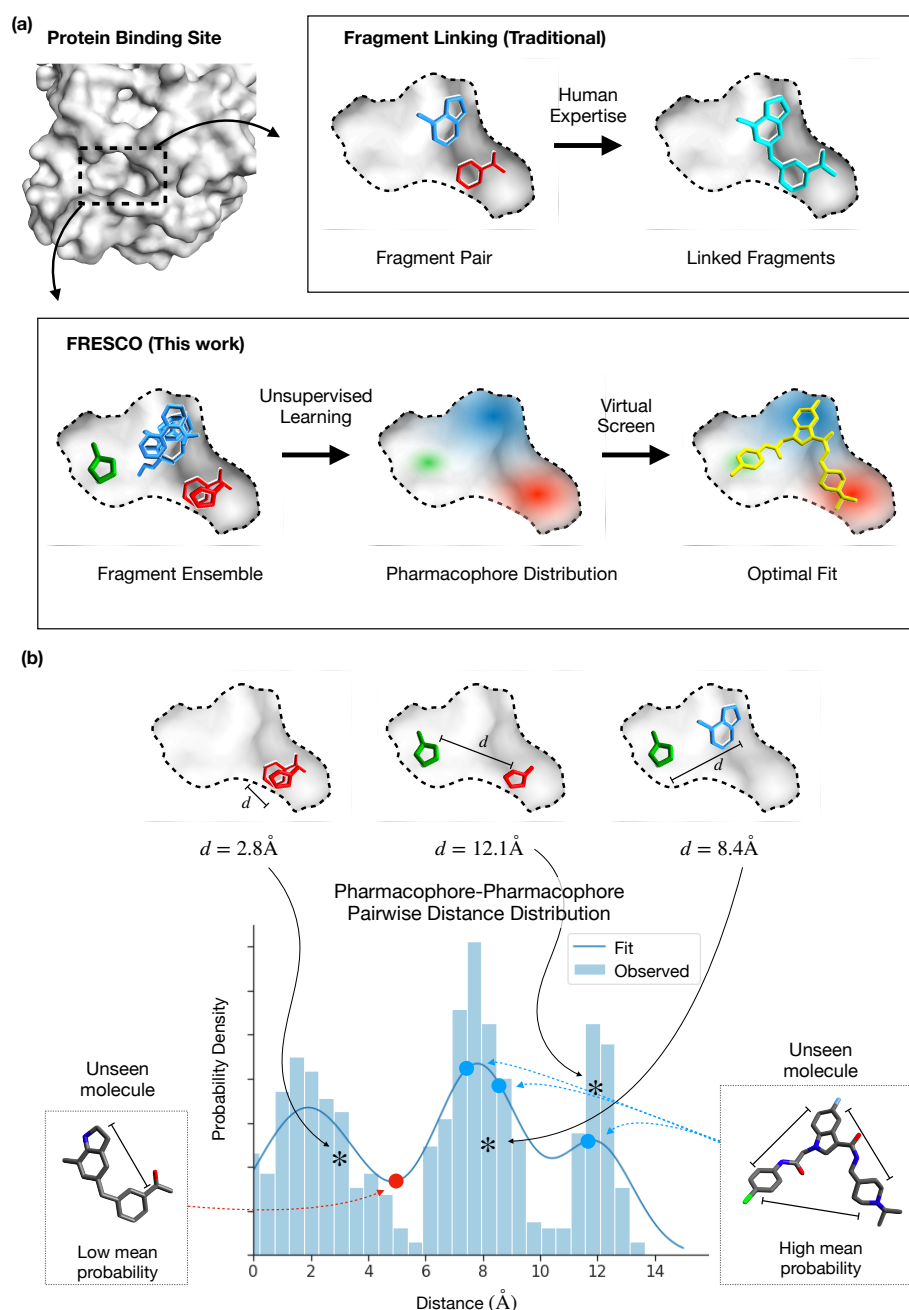 (a)
Protein Binding Site
Fragment Linking (Traditional)
Human
Expertise
Fragment Pair
Linked Fragments
FRESCO (This work)
Unsupervised
Learning
Virtual
Screen
Fragment Ensemble
Pharmacophore Distribution
Optimal Fit
(b)
d
d
d
d = 2.8Å
d = 12.1Å
d = 8.4Å
Pharmacophore-Pharmacophore
Pairwise Distance Distribution
Fit
Observed
Probability Density
*
*
*
Unseen
molecule
Low mean
probability
Unseen
molecule
High mean
probability
0 2 4 6 8 10 12 14
Distance (Å)